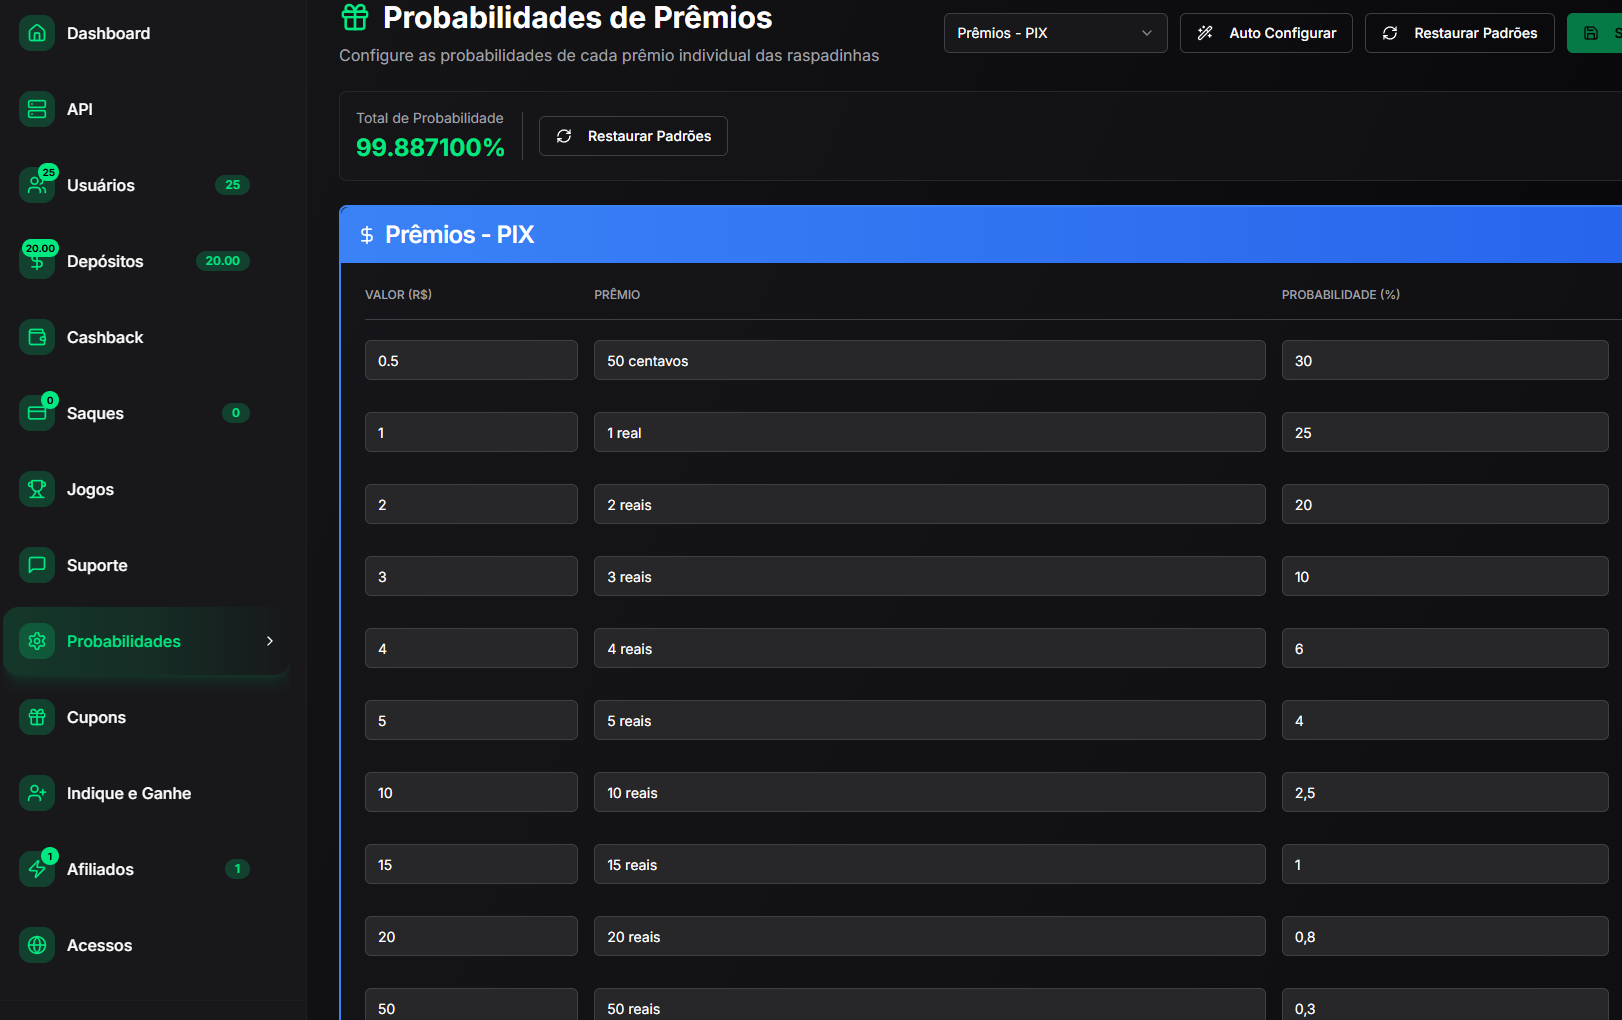 Dashboard
API
25
Usuários
25
20.00
Depósitos
20.00
Cashback
0
Saques
0
Jogos
Suporte
Probabilidades
Cupons
Indique e Ganhe
1
Afiliados
1
Acessos
Probabilidades de Prêmios
Configure as probabilidades de cada prêmio individual das raspadinhas
Prêmios - PIX
Auto Configurar
Restaurar Padrões
Total de Probabilidade
99.887100%
Restaurar Padrões
Prêmios - PIX
VALOR (R$) PRÊMIO PROBABILIDADE (%)
0.5 50 centavos 30
1 1 real 25
2 2 reais 20
3 3 reais 10
4 4 reais 6
5 5 reais 4
10 10 reais 2,5
15 15 reais 1
20 20 reais 0,8
50 50 reais 0,3